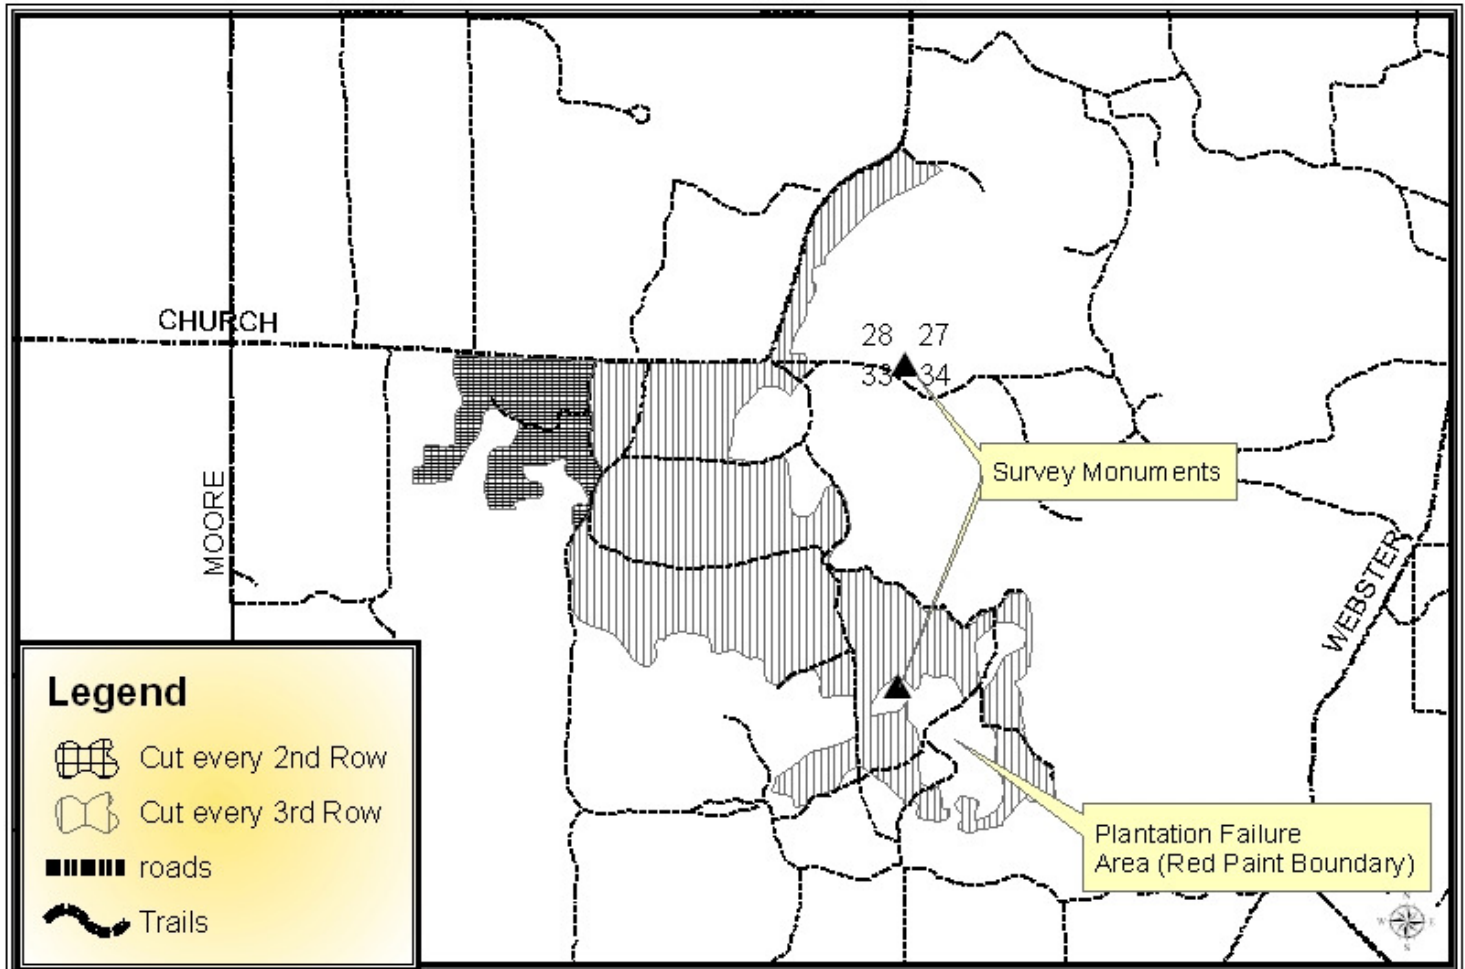 28 27
CHURCH
33 34
Survey Monuments
MOORE
WEBSTER
Legend
Cut every 2nd Row
Cut every 3rd Row
roads
Trails
Plantation Failure
Area (Red Paint Boundary)
N
W E
S